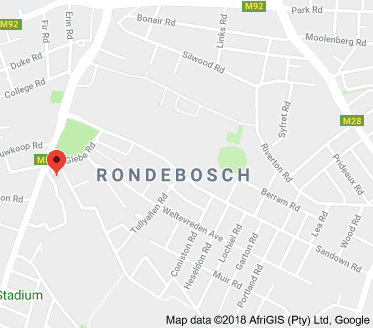 M92
Fir Rd
Erin Rd
Bonair Rd
Links Rd
M92
Park Rd
Moolenberg Rd
Duke Rd
Silwood Rd
College Rd
Syfret Rd
M28
uwkoop Rd
Glebe Rd
Riverton Rd
Prideaux Rd
RONDEBOSCH
son Rd
Tullyallen Rd
Weltevreden Ave
Berram Rd
Lea Rd
Wood Rd
Coniston Rd
Heseldon Rd
Lochiel Rd
Garton Rd
Sandown Rd
Muir Rd
Portland Rd
Stadium
Map data ©2018 AfriGIS (Pty) Ltd, Google